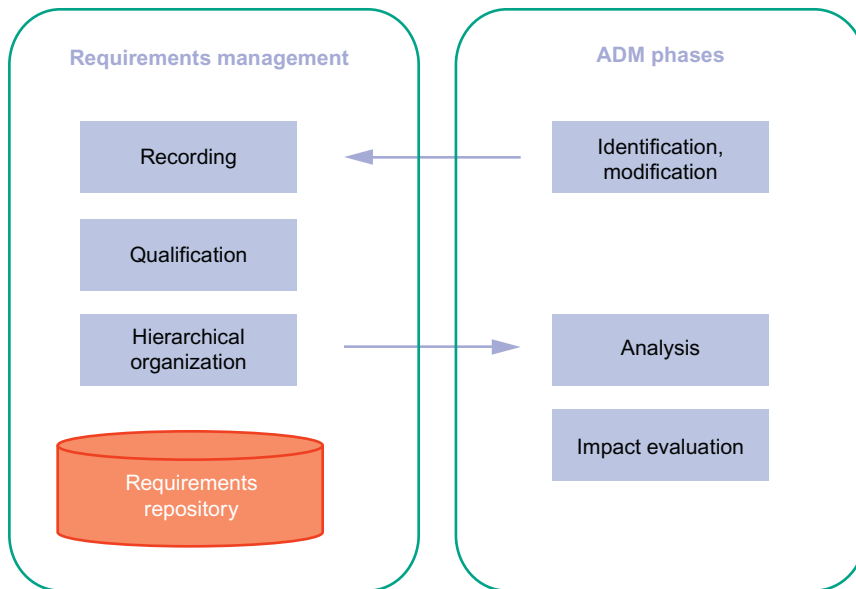 Requirements management
Recording
Qualification
Hierarchical
organization
Requirements
repository
ADM phases
Identification,
modification
Analysis
Impact evaluation